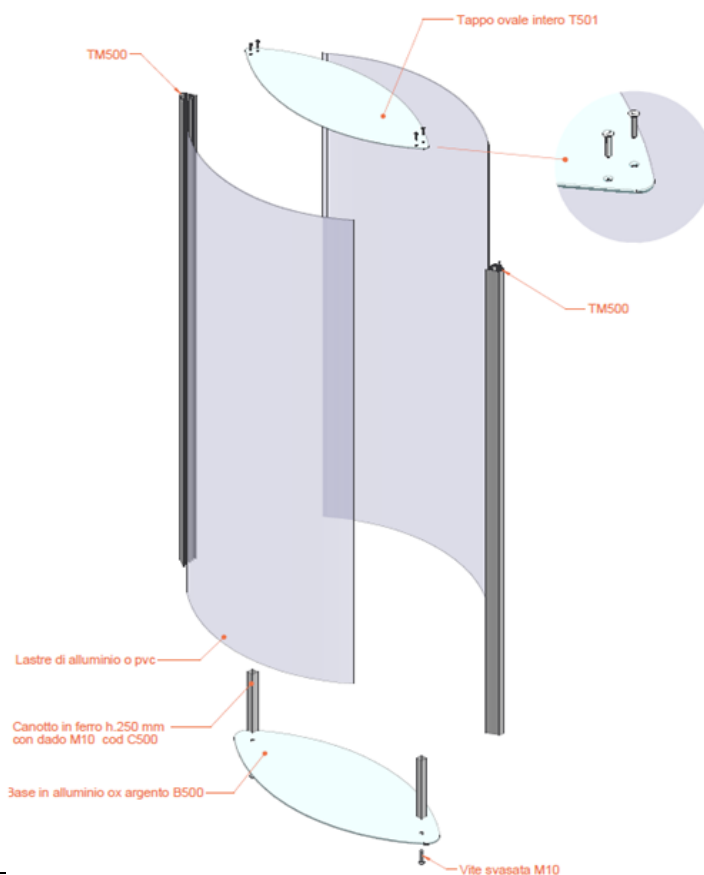 Tappo ovale intero T501
TM500
TM500
Lastre di alluminio o pvc
Canotto in ferro h.250 mm
con dado M10 cod C500
Base in alluminio ox argento B500
Vite svasata M10